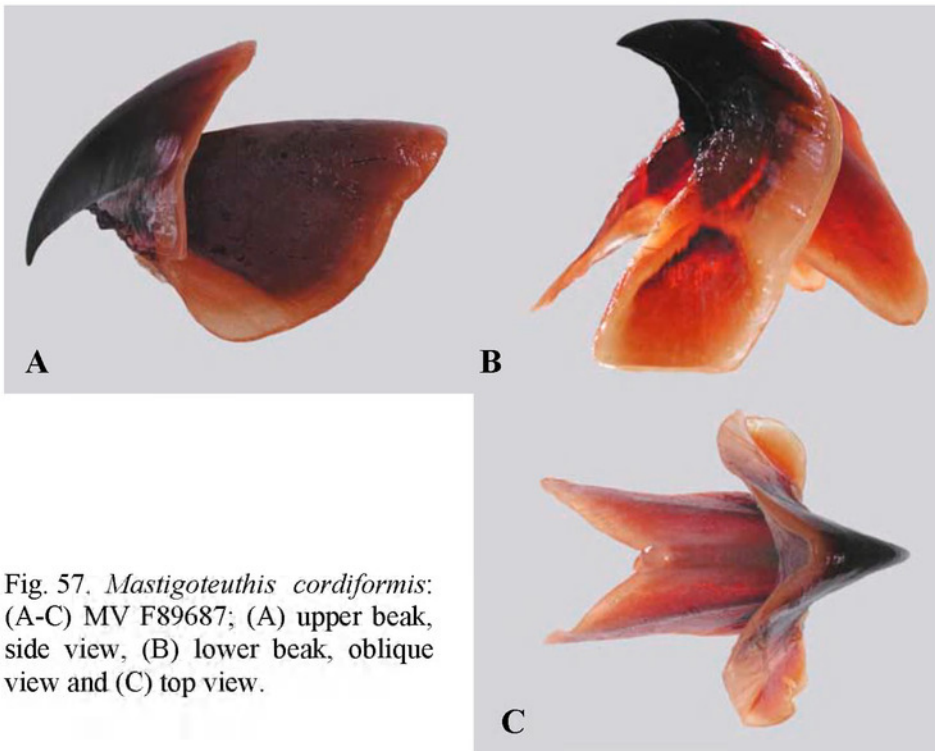 A
B
Fig. 57. Mastigoteuthis cordiformis:
(A-C) MV F89687; (A) upper beak,
side view, (B) lower beak, oblique
view and (C) top view.
C